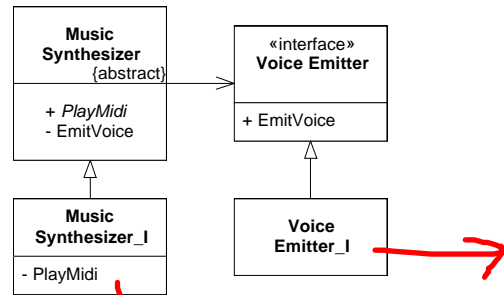 Music
Synthesizer
{abstract}
+ PlayMidi
- EmitVoice
«interface»
Voice Emitter
+ EmitVoice
Music
Synthesizer_I
- PlayMidi
Voice
Emitter_I